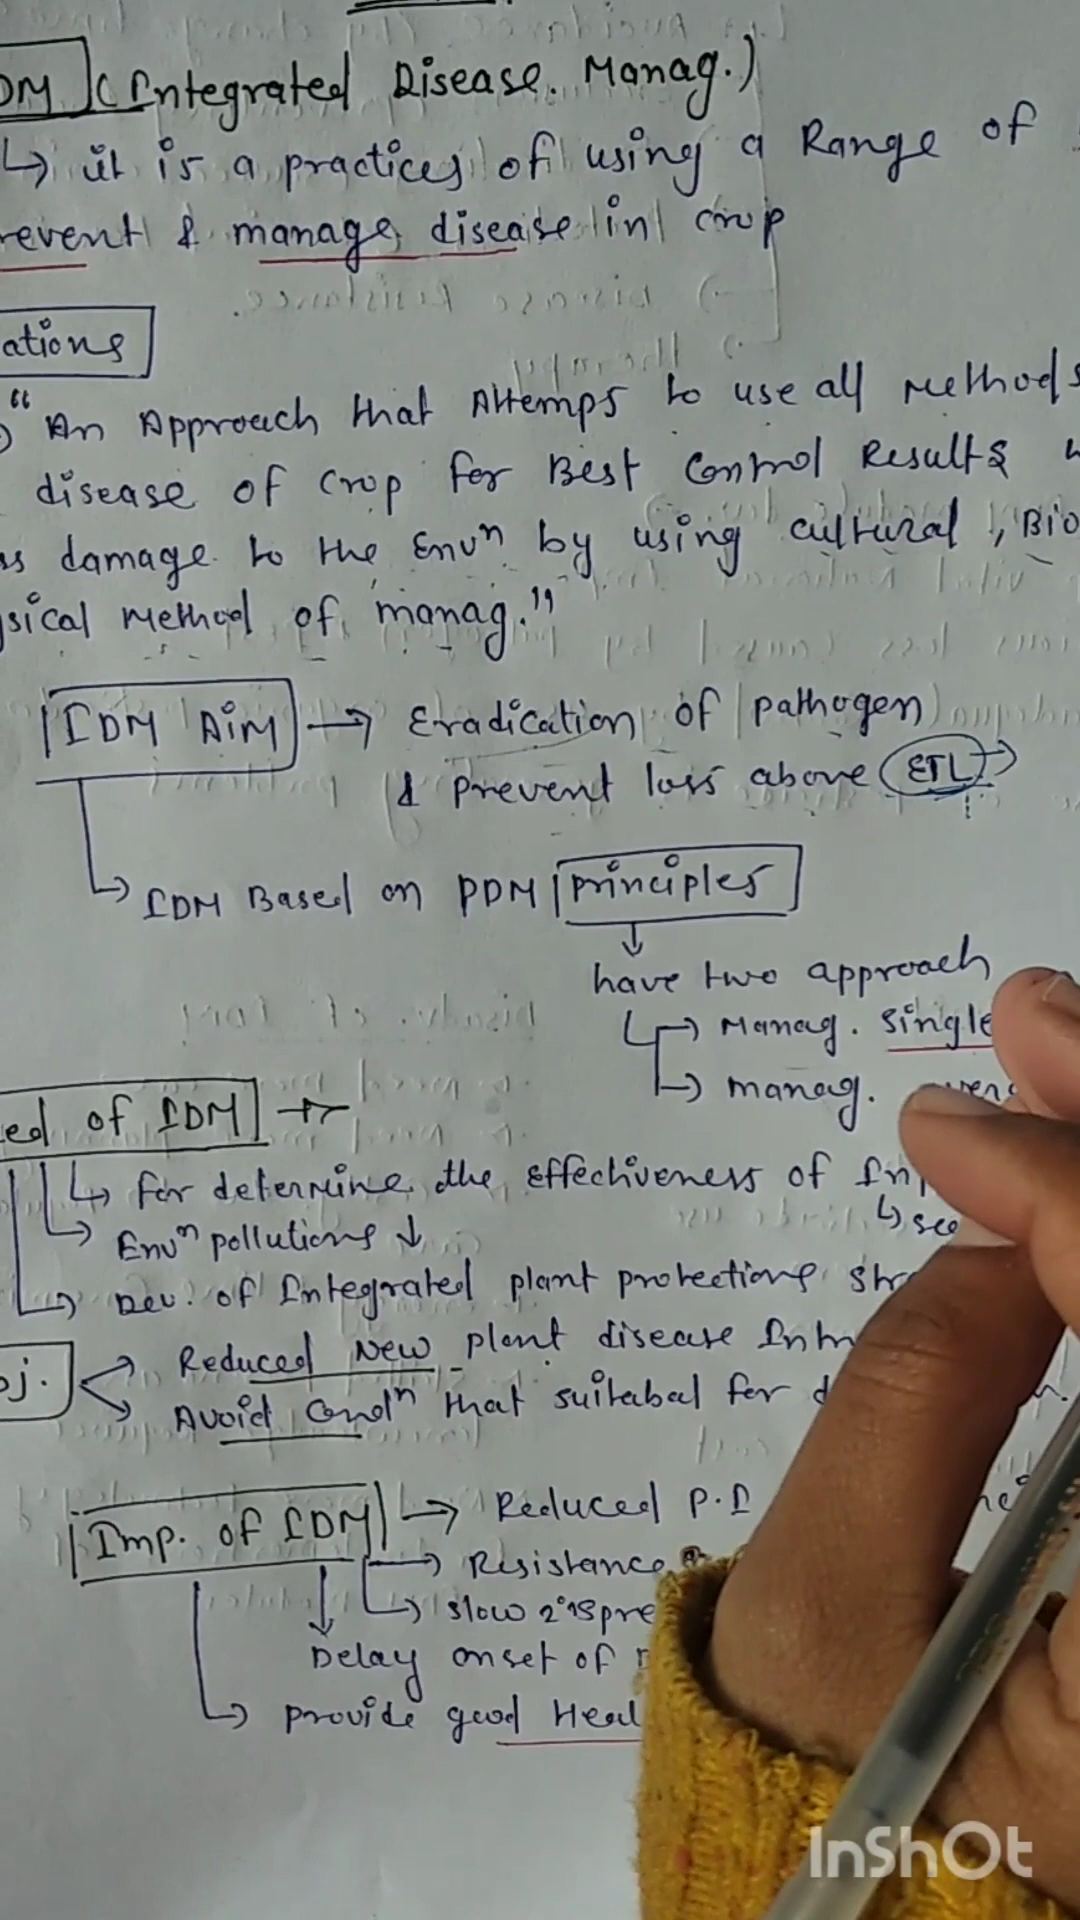 DM (Integrated Disease. Manag.)
↳ it is a practices of using a Range of
revent & manage disease in crop
ations
"An Approach that Attemps to use all Methods
disease of crop for Best Control Results
ss damage to the Envⁿ by using cultural, Bio
ysical Method of manag."
IDM Aim → Eradication of pathogen
& prevent loss above ETL →
↳ IDM Based on PDM principles
↓
have two approach
↳ Manag. single
↳ manag.
ed of IDM →
↳ for determine the effectiveness of
↳ see
↳ Envⁿ pollutions ↓
↳ Dev. of Integrated plant protections
oj. → Reduced New plant disease
→ Avoid Condⁿ that suitabal for
Imp. of IDM → Reduced P.I
→ Resistance
→ slow 2° spre
↓
Delay onset of
↳ provide good Heal
InShOt